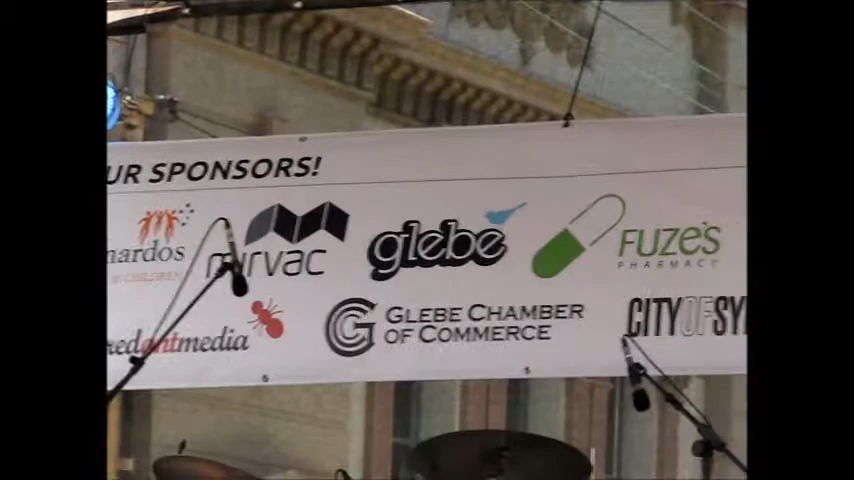 UR SPONSORS!
nardos
mirvac
glebe
FUZE'S
PHARMACY
redantmedia
GLEBE CHAMBER
OF COMMERCE
CITYOFSY